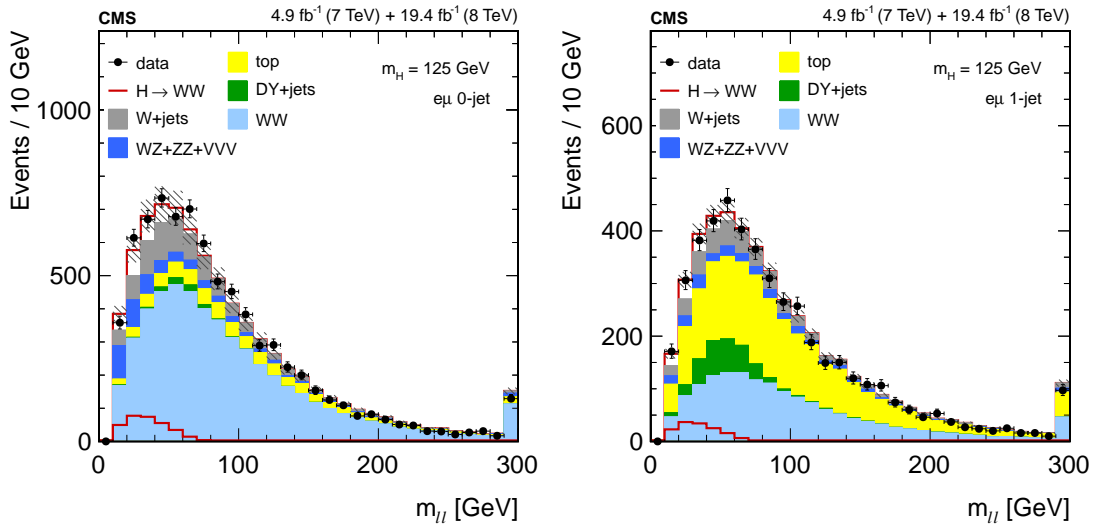 CMS 4.9 fb⁻¹ (7 TeV) + 19.4 fb⁻¹ (8 TeV)
data
H → WW
W+jets
WZ+ZZ+VVV
top
DY+jets
WW
m_H = 125 GeV
eμ 0-jet
Events / 10 GeV
1000
500
0
0 100 200 300
m_ll [GeV]
CMS 4.9 fb⁻¹ (7 TeV) + 19.4 fb⁻¹ (8 TeV)
data
H → WW
W+jets
WZ+ZZ+VVV
top
DY+jets
WW
m_H = 125 GeV
eμ 1-jet
Events / 10 GeV
600
400
200
0
0 100 200 300
m_ll [GeV]